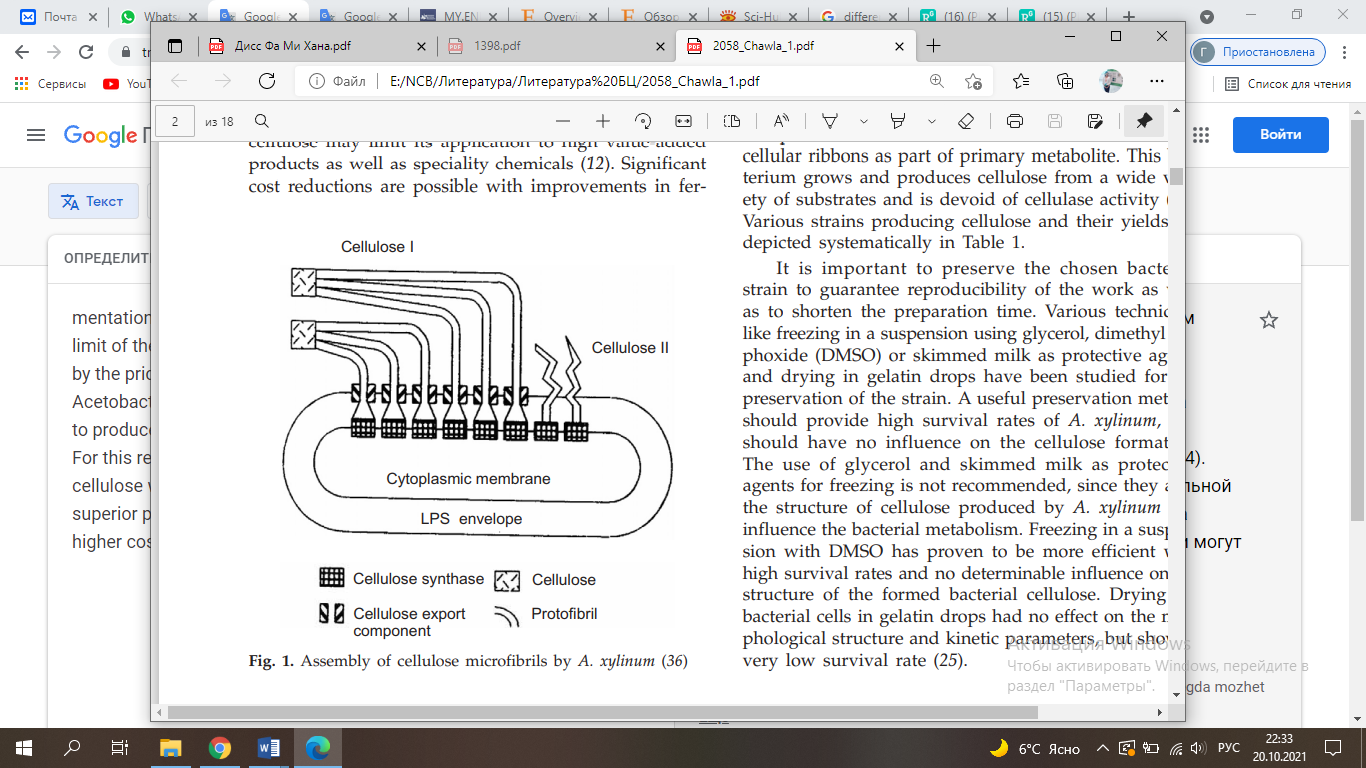 Почта
Whats
Google
Google
MY.EN
Overvi
Обзор
Sci-Hu
differe
(16) (P
(15) (P
Дисс Фа Ми Хана.pdf
1398.pdf
2058_Chawla_1.pdf
Файл
E:/NCB/Литература/Литература%20БЦ/2058_Chawla_1.pdf
Приостановлена
Сервисы
YouT
Список для чтения
2 из 18
Google
Войти
Текст
ОПРЕДЕЛИТ
mentation
limit of the
by the pric
Acetobact
to produce
For this re
cellulose w
superior p
higher cos
cellulose may limit its application to high value-added
products as well as speciality chemicals (12). Significant
cost reductions are possible with improvements in fer-
Cellulose I
Cellulose II
Cytoplasmic membrane
LPS envelope
Cellulose synthase
Cellulose
Cellulose export
component
Protofibril
Fig. 1. Assembly of cellulose microfibrils by A. xylinum (36)
cellular ribbons as part of primary metabolite. This
terium grows and produces cellulose from a wide v
ety of substrates and is devoid of cellulase activity (
Various strains producing cellulose and their yields
depicted systematically in Table 1.
It is important to preserve the chosen bacte
strain to guarantee reproducibility of the work as
as to shorten the preparation time. Various technic
like freezing in a suspension using glycerol, dimethyl
phoxide (DMSO) or skimmed milk as protective ag
and drying in gelatin drops have been studied for
preservation of the strain. A useful preservation met
should provide high survival rates of A. xylinum,
should have no influence on the cellulose format
The use of glycerol and skimmed milk as protec
agents for freezing is not recommended, since they a
the structure of cellulose produced by A. xylinum
influence the bacterial metabolism. Freezing in a susp
sion with DMSO has proven to be more efficient w
high survival rates and no determinable influence on
structure of the formed bacterial cellulose. Drying
bacterial cells in gelatin drops had no effect on the m
phological structure and kinetic parameters, but sho
very low survival rate (25).
м
4).
льной
и могут
Активация Windows
Чтобы активировать Windows, перейдите в
раздел "Параметры".
gda mozhet
6°C Ясно
РУС
22:33
20.10.2021